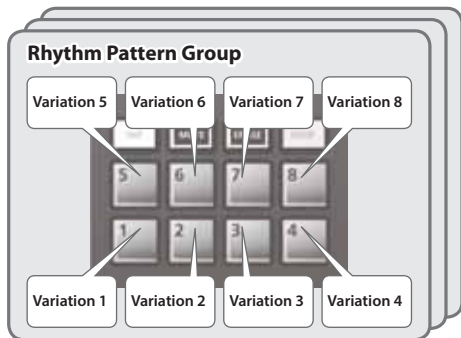 Rhythm Pattern Group
Variation 5 Variation 6 Variation 7 Variation 8
5 6 7 8
1 2 3 4
Variation 1 Variation 2 Variation 3 Variation 4